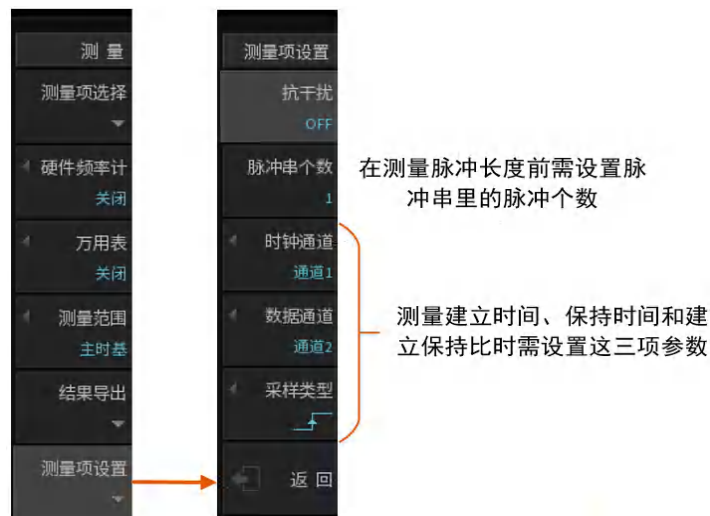 测 量
测量项选择
硬件频率计
关闭
万用表
关闭
测量范围
主时基
结果导出
测量项设置
测量项设置
抗干扰
OFF
脉冲串个数
1
时钟通道
通道1
数据通道
通道2
采样类型
返 回
在测量脉冲长度前需设置脉
冲串里的脉冲个数
测量建立时间、保持时间和建
立保持比时需设置这三项参数